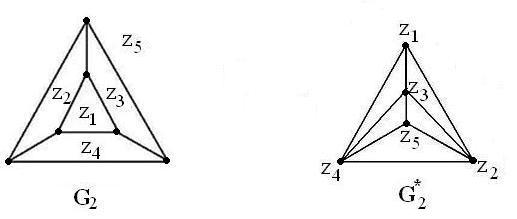 z₅
z₂ z₃
z₁
z₄
G₂
z₁
z₃
z₅
z₄ z₂
G₂*